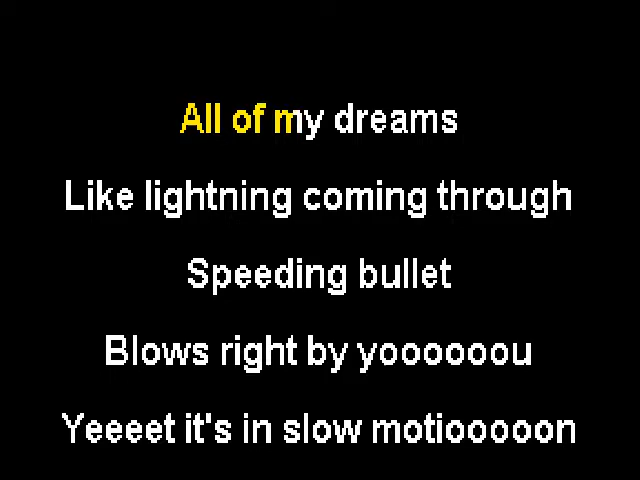 All of my dreams
Like lightning coming through
Speeding bullet
Blows right by yoooooou
Yeeeet it's in slow motiooooon